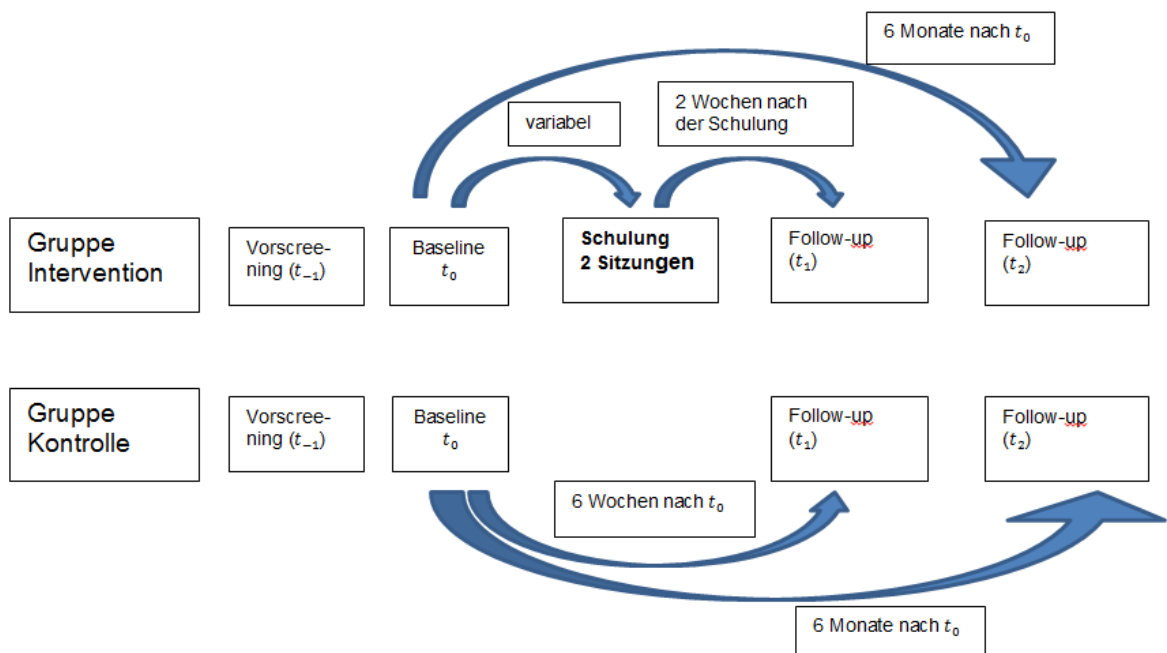 6 Monate nach t₀
variabel
2 Wochen nach
der Schulung
Gruppe
Intervention
Vorscree-
ning (t₋₁)
Baseline
t₀
Schulung
2 Sitzungen
Follow-up
(t₁)
Follow-up
(t₂)
Gruppe
Kontrolle
Vorscree-
ning (t₋₁)
Baseline
t₀
Follow-up
(t₁)
Follow-up
(t₂)
6 Wochen nach t₀
6 Monate nach t₀